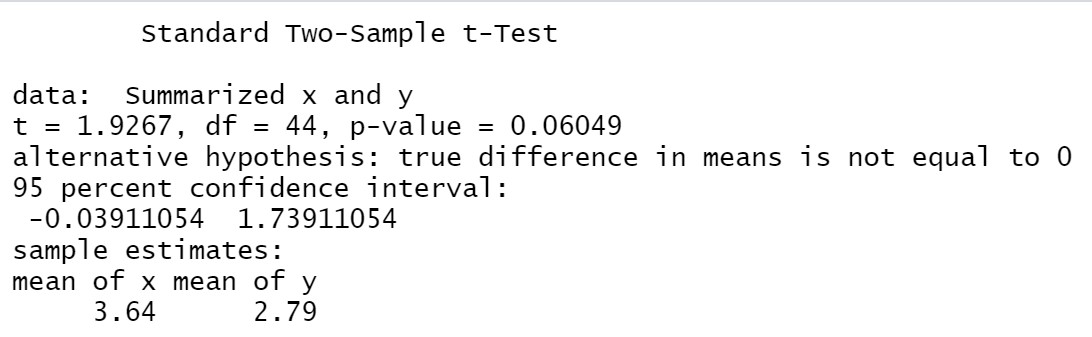 Standard Two-Sample t-Test
data: Summarized x and y
t = 1.9267, df = 44, p-value = 0.06049
alternative hypothesis: true difference in means is not equal to 0
95 percent confidence interval:
-0.03911054 1.73911054
sample estimates:
mean of x mean of y
3.64 2.79